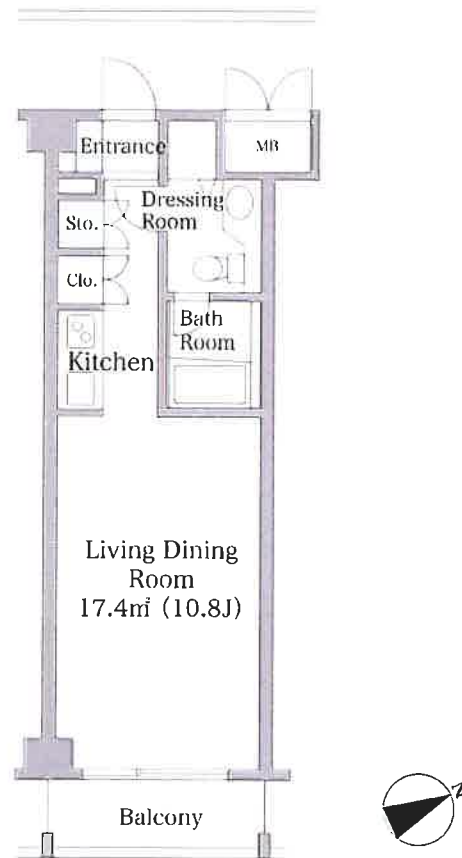 Entrance
MB
Dressing
Room
Sto.
Clo.
Bath
Room
Kitchen
Living Dining
Room
17.4㎡ (10.8J)
Balcony
N